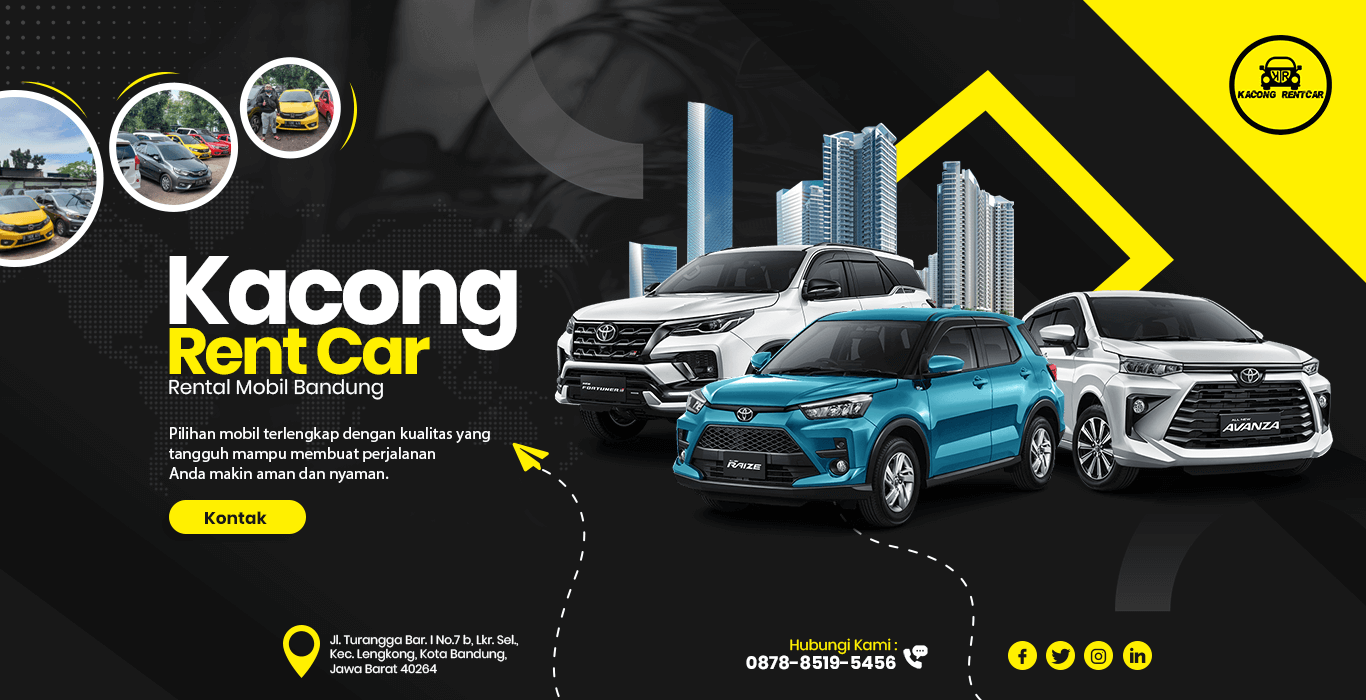 KR
KACONG RENTCAR
Kacong
Rent Car
Rental Mobil Bandung
Pilihan mobil terlengkap dengan kualitas yang
tangguh mampu membuat perjalanan
Anda makin aman dan nyaman.
Kontak
FORTUNER
RAIZE
ALL NEW
AVANZA
Jl. Turangga Bar. I No.7 b, Lkr. Sel.,
Kec. Lengkong, Kota Bandung,
Jawa Barat 40264
Hubungi Kami :
0878-8519-5456